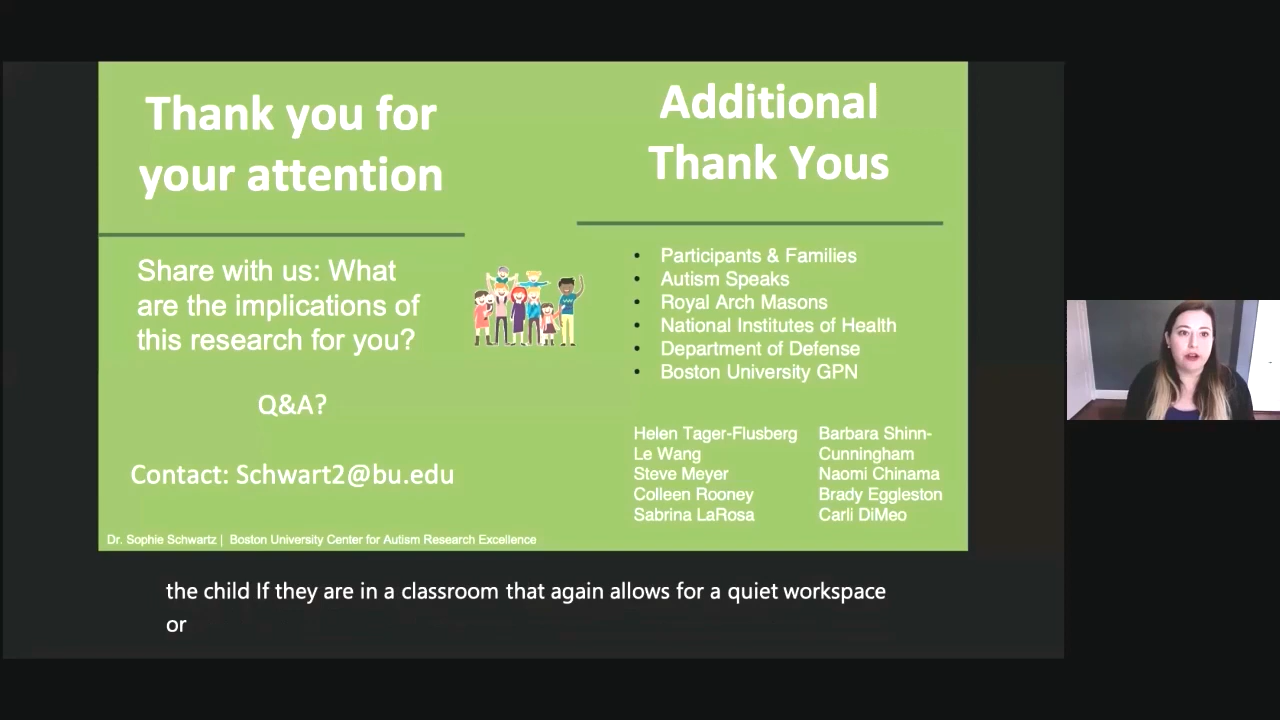 Thank you for
your attention
Share with us: What
are the implications of
this research for you?
Q&A?
Contact: Schwart2@bu.edu
Dr. Sophie Schwartz | Boston University Center for Autism Research Excellence
Additional
Thank Yous
• Participants & Families
• Autism Speaks
• Royal Arch Masons
• National Institutes of Health
• Department of Defense
• Boston University GPN
Helen Tager-Flusberg
Le Wang
Steve Meyer
Colleen Rooney
Sabrina LaRosa
Barbara Shinn-
Cunningham
Naomi Chinama
Brady Eggleston
Carli DiMeo
the child If they are in a classroom that again allows for a quiet workspace
or